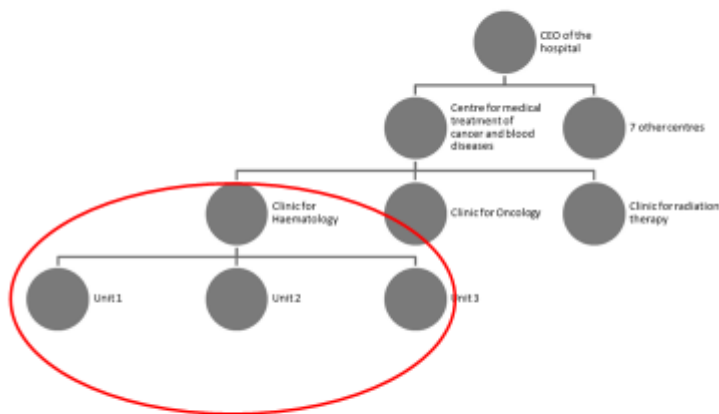 CEO of the
hospital
Centre for medical
treatment of
cancer and blood
diseases
7 other centres
Clinic for
Haematology
Clinic for Oncology
Clinic for radiation
therapy
Unit 1
Unit 2
Unit 3